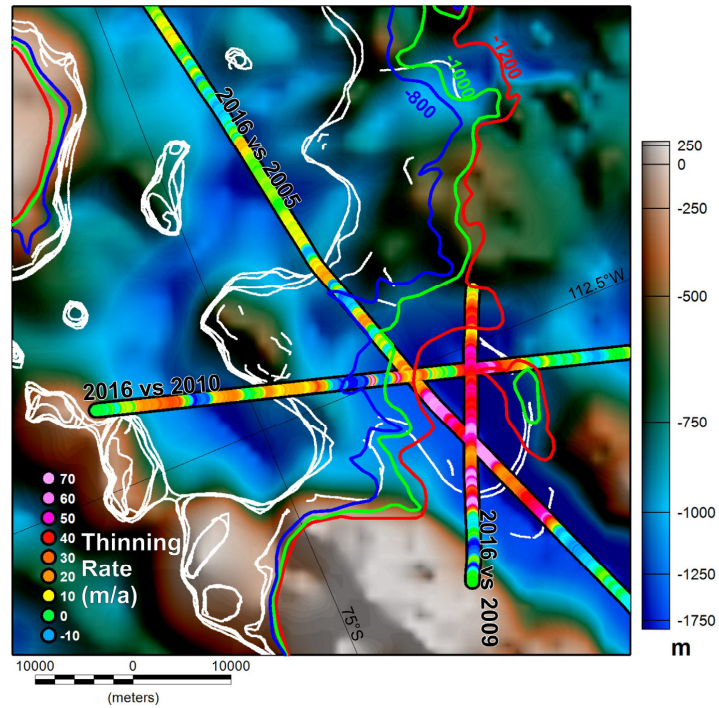 -1200
-1000
-800
2016 vs 2005
112.5°W
2016 vs 2010
70
60
50
40
30
20
10
0
-10
Thinning
Rate
(m/a)
2016 vs 2009
75°S
250
0
-250
-500
-750
-1000
-1250
-1750
m
10000 0 10000
(meters)